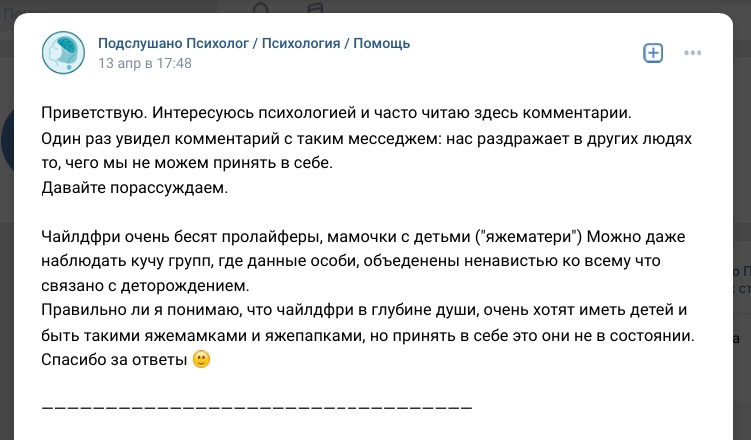 Подслушано Психолог / Психология / Помощь
13 апр в 17:48
Приветствую. Интересуюсь психологией и часто читаю здесь комментарии.
Один раз увидел комментарий с таким месседжем: нас раздражает в других людях
то, чего мы не можем принять в себе.
Давайте порассуждаем.
Чайлдфри очень бесят пролайферы, мамочки с детьми ("яжематери") Можно даже
наблюдать кучу групп, где данные особи, объеденены ненавистью ко всему что
связано с деторождением.
Правильно ли я понимаю, что чайлдфри в глубине души, очень хотят иметь детей и
быть такими яжемамками и яжепапками, но принять в себе это они не в состоянии.
Спасибо за ответы 🙂
——————————————————————————————————